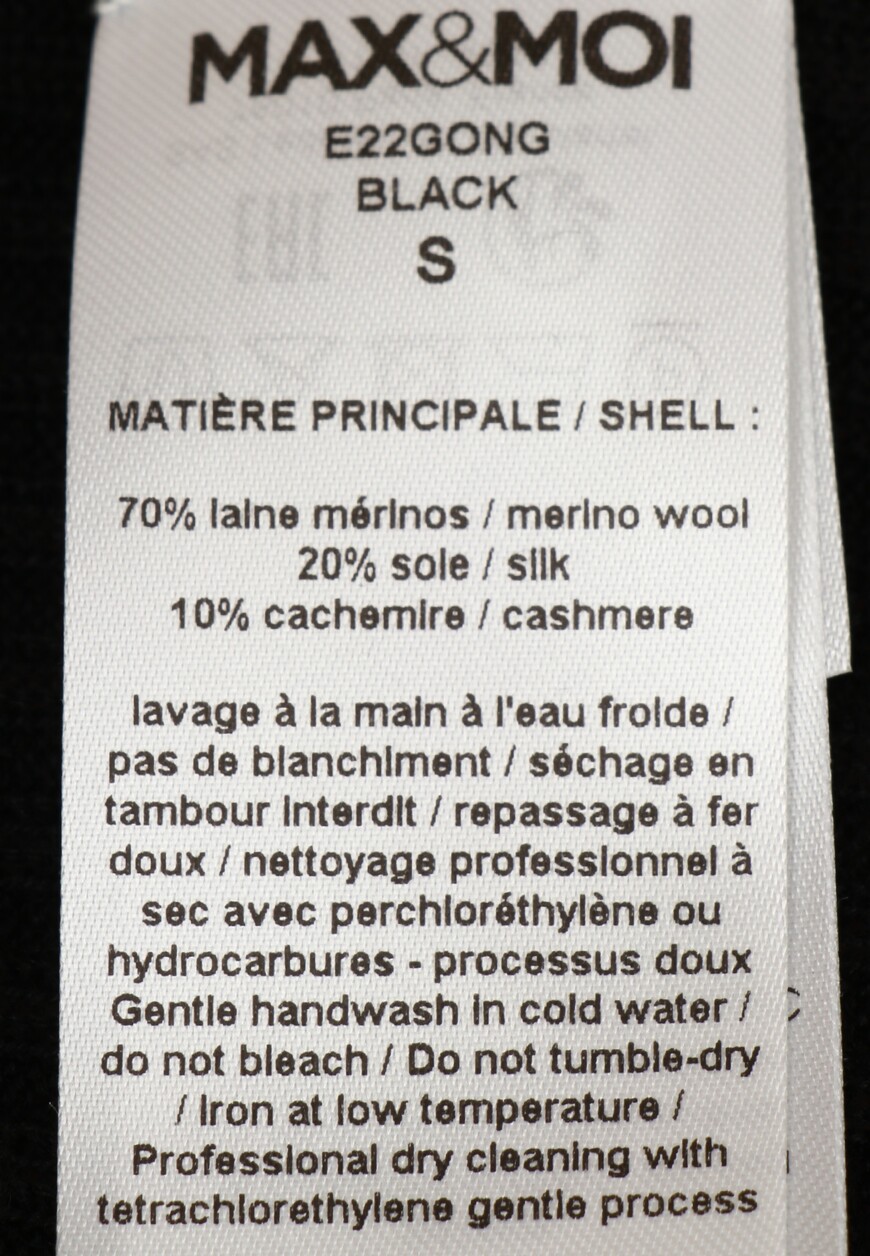 MAX&MOI
E22GONG
BLACK
S
MATIÈRE PRINCIPALE / SHELL :
70% laine mérinos / merino wool
20% soie / silk
10% cachemire / cashmere
lavage à la main à l'eau froide /
pas de blanchiment / séchage en
tambour interdit / repassage à fer
doux / nettoyage professionnel à
sec avec perchloréthylène ou
hydrocarbures - processus doux
Gentle handwash in cold water /
do not bleach / Do not tumble-dry
/ Iron at low temperature /
Professional dry cleaning with
tetrachlorethylene gentle process